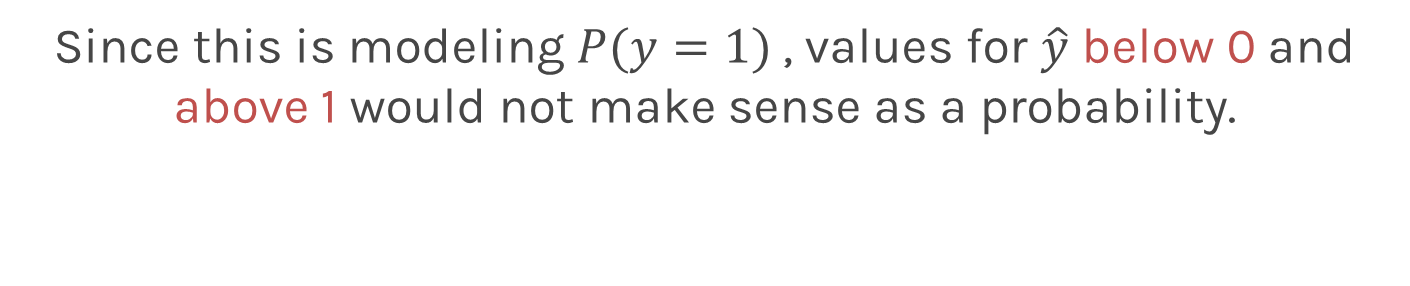 Since this is modeling P(y = 1) , values for ŷ below 0 and
above 1 would not make sense as a probability.